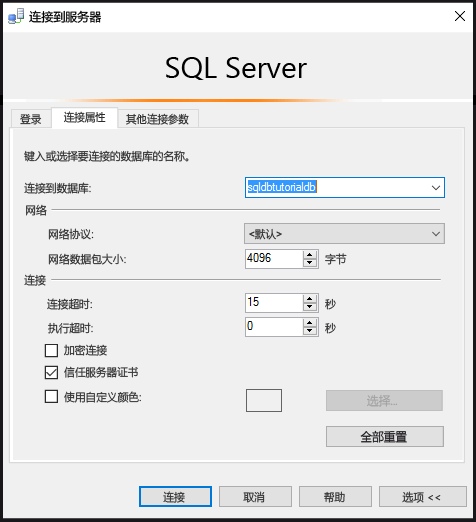 连接到服务器
SQL Server
登录 连接属性 其他连接参数
键入或选择要连接的数据库的名称。
连接到数据库: sqldbtutorialdb
网络
网络协议: <默认>
网络数据包大小: 4096 字节
连接
连接超时: 15 秒
执行超时: 0 秒
加密连接
信任服务器证书
使用自定义颜色: 选择...
全部重置
连接 取消 帮助 选项 <<